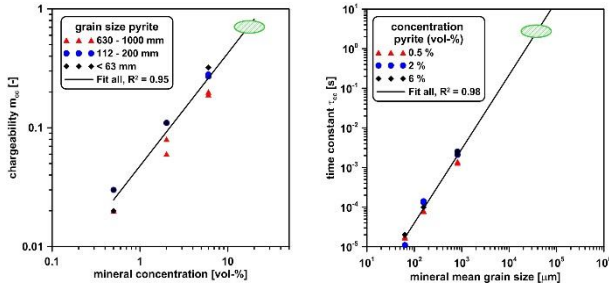 grain size pyrite
630 - 1000 mm
112 - 200 mm
< 63 mm
Fit all, R² = 0.95
1
0.1
0.01
chargeability m_cc [-]
0.1
1
10
mineral concentration [vol-%]
concentration
pyrite (vol-%)
0.5 %
2 %
6 %
Fit all, R² = 0.98
10¹
10⁰
10⁻¹
10⁻²
10⁻³
10⁻⁴
10⁻⁵
time constant τ_cc [s]
10¹
10²
10³
10⁴
10⁵
10⁶
mineral mean grain size [µm]